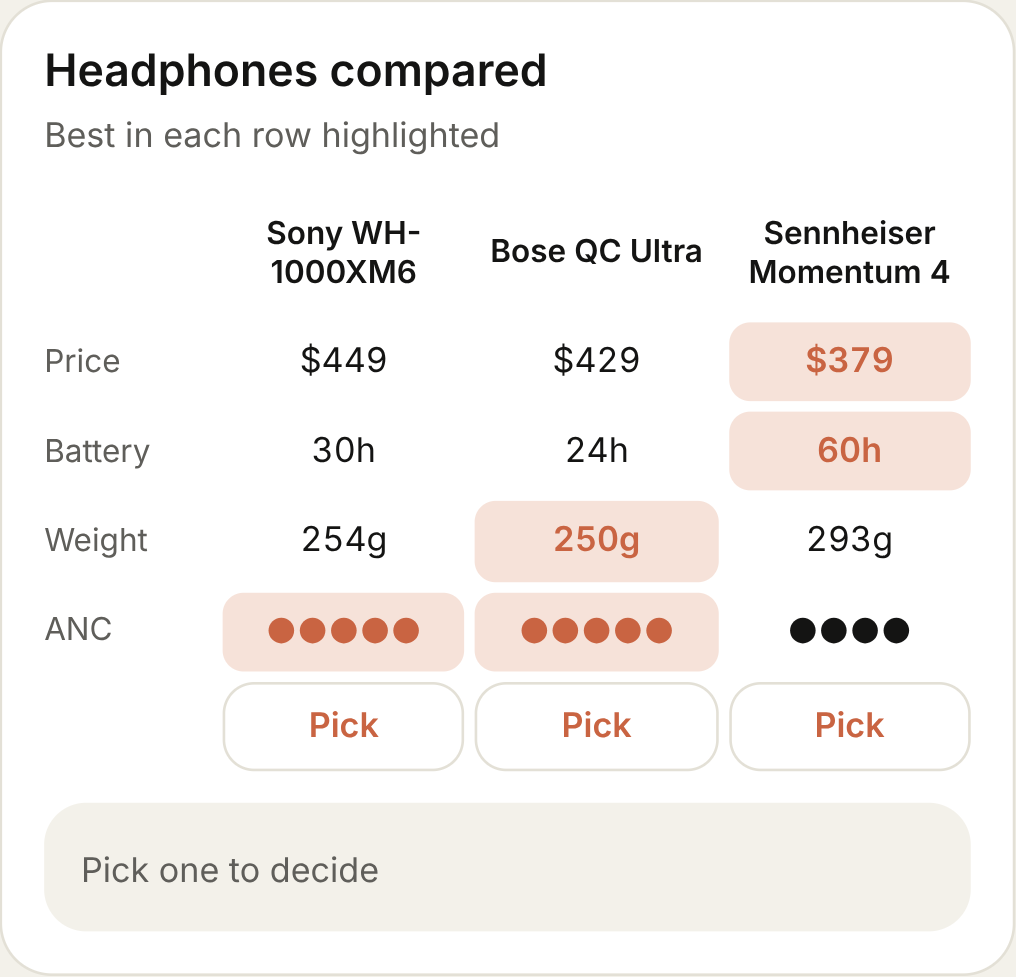 Headphones compared
Best in each row highlighted
Sony WH-
1000XM6
Bose QC Ultra
Sennheiser
Momentum 4
Price $449 $429 $379
Battery 30h 24h 60h
Weight 254g 250g 293g
ANC ●●●●● ●●●●● ●●●●
Pick Pick Pick
Pick one to decide